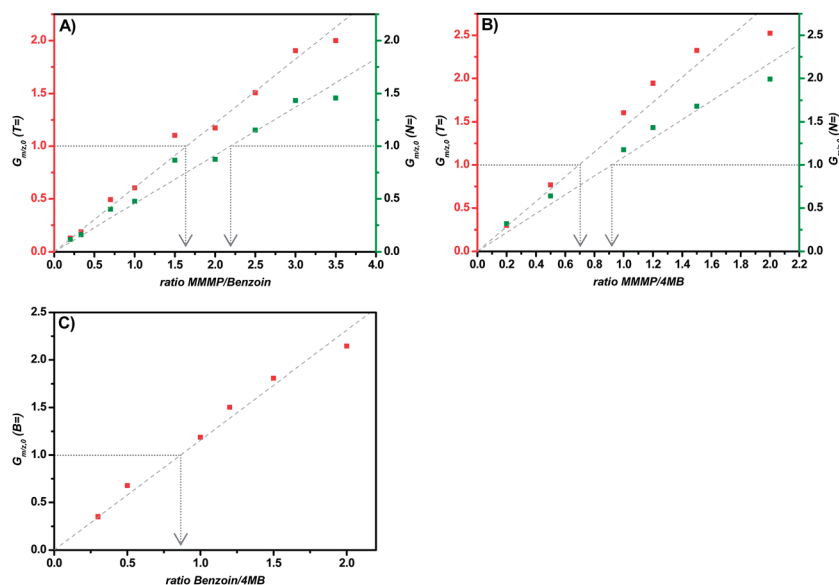 A)
2.0
1.5
1.0
0.5
0.0
G m/z,0 (T=)
2.0
1.5
1.0
0.5
0.0
G m/z,0 (N=)
0.0 0.5 1.0 1.5 2.0 2.5 3.0 3.5 4.0
ratio MMMP/Benzoin
B)
2.5
2.0
1.5
1.0
0.5
0.0
G m/z,0 (T=)
2.5
2.0
1.5
1.0
0.5
0.0
G m/z,0 (N=)
0.0 0.2 0.4 0.6 0.8 1.0 1.2 1.4 1.6 1.8 2.0 2.2
ratio MMMP/4MB
C)
2.5
2.0
1.5
1.0
0.5
0.0
G m/z,0 (B=)
0.0 0.5 1.0 1.5 2.0
ratio Benzoin/4MB